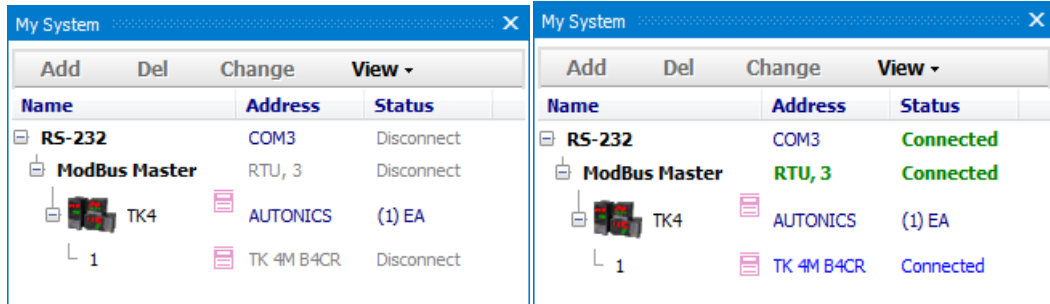 My System
Add Del Change View
Name Address Status
RS-232 COM3 Disconnect
ModBus Master RTU, 3 Disconnect
TK4 AUTONICS (1) EA
1 TK 4M B4CR Disconnect
My System
Add Del Change View
Name Address Status
RS-232 COM3 Connected
ModBus Master RTU, 3 Connected
TK4 AUTONICS (1) EA
1 TK 4M B4CR Connected